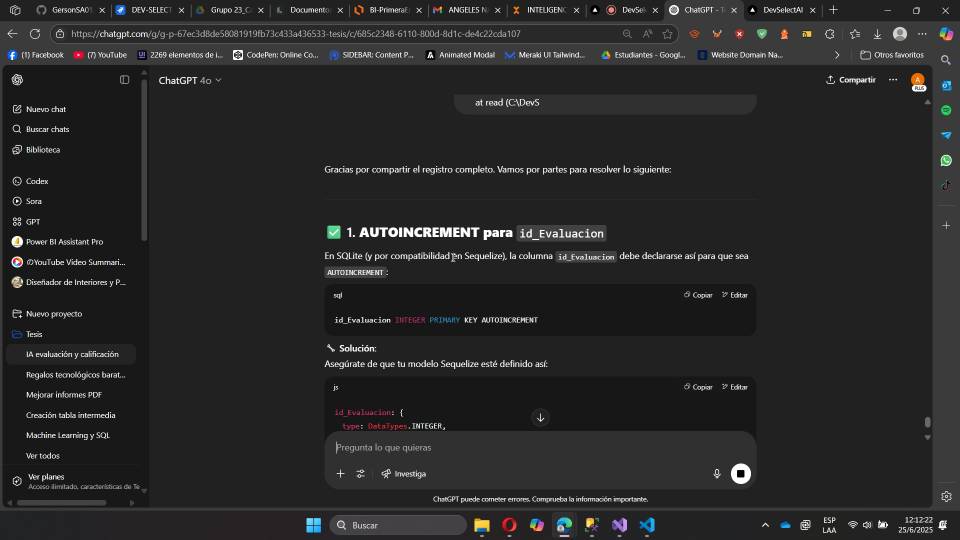 GersonSA01
DEV-SELECT
Grupo 23_Ca
Documento
BI-PrimeraE
ANGELES NA
INTELIGENC
DevSele
ChatGPT - Te
DevSelectAI
https://chatgpt.com/g/g-p-67ec3d8de58081919fb73c433a436533-tesis/c/685c2348-6110-800d-8d1c-de4c22cda107
(1) Facebook
(7) YouTube
2269 elementos de i...
CodePen: Online Co...
SIDEBAR: Content P...
Animated Modal
Meraki UI Tailwind...
Estudiantes - Googl...
Website Domain Na...
Otros favoritos
ChatGPT 4o
Compartir
A
PLUS
Nuevo chat
Buscar chats
Biblioteca
Codex
Sora
GPT
Power BI Assistant Pro
YouTube Video Summari...
Diseñador de Interiores y P...
Nuevo proyecto
Tesis
IA evaluación y calificación
Regalos tecnológicos barat...
Mejorar informes PDF
Creación tabla intermedia
Machine Learning y SQL
Ver todos
Ver planes
Acceso ilimitado, características de Te
at read (C:\DevS
Gracias por compartir el registro completo. Vamos por partes para resolver lo siguiente:
✅ 1. AUTOINCREMENT para id_Evaluacion
En SQLite (y por compatibilidad en Sequelize), la columna id_Evaluacion debe declararse así para que sea
AUTOINCREMENT:
sql
Copiar
Editar
id_Evaluacion INTEGER PRIMARY KEY AUTOINCREMENT
🔧 Solución:
Asegúrate de que tu modelo Sequelize esté definido así:
js
Copiar
Editar
id_Evaluacion: {
type: DataTypes.INTEGER,
Pregunta lo que quieras
Investiga
ChatGPT puede cometer errores. Comprueba la información importante.
Buscar
ESP
LAA
12:12:22
25/6/2025